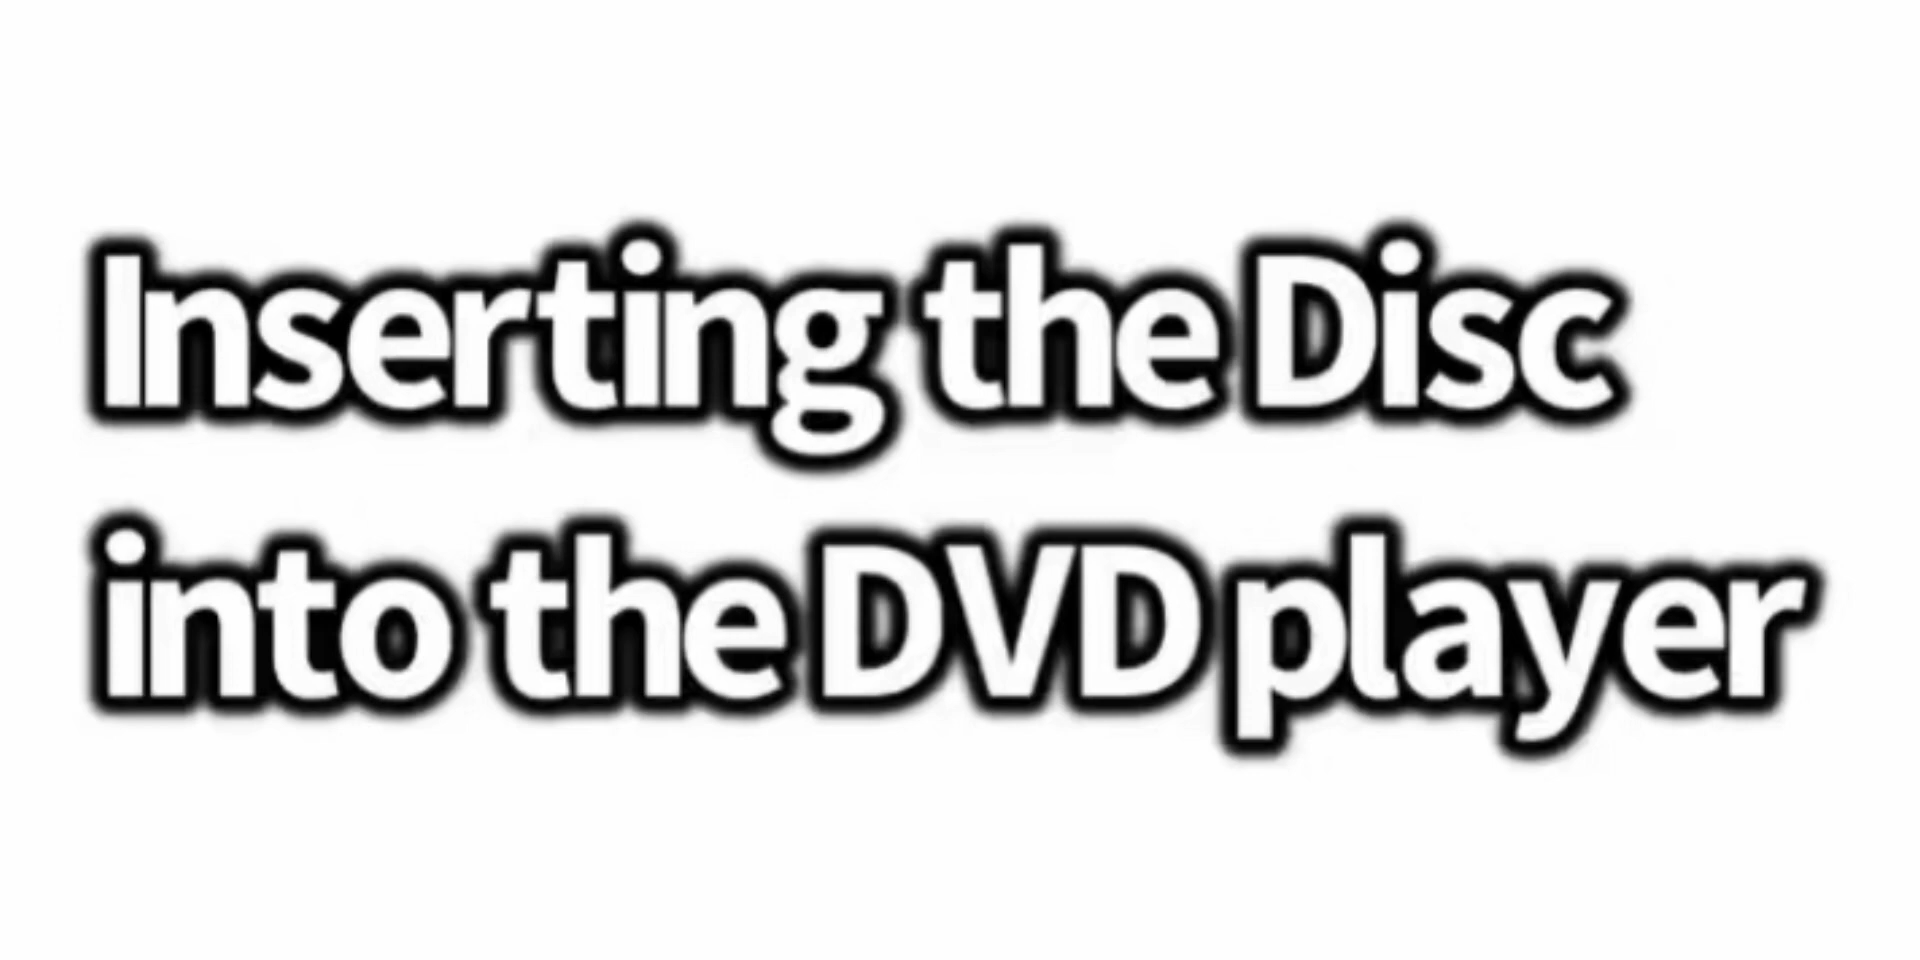 Inserting the Disc
into the DVD player